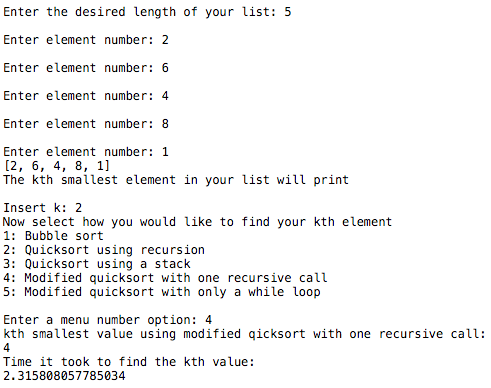 Enter the desired length of your list: 5
Enter element number: 2
Enter element number: 6
Enter element number: 4
Enter element number: 8
Enter element number: 1
[2, 6, 4, 8, 1]
The kth smallest element in your list will print
Insert k: 2
Now select how you would like to find your kth element
1: Bubble sort
2: Quicksort using recursion
3: Quicksort using a stack
4: Modified quicksort with one recursive call
5: Modified quicksort with only a while loop
Enter a menu number option: 4
kth smallest value using modified qicksort with one recursive call:
4
Time it took to find the kth value:
2.315808057785034